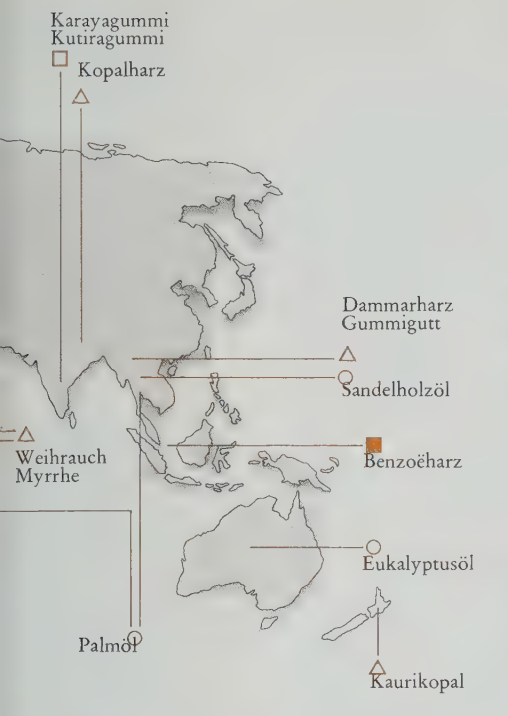 Karayagummi
Kutiragummi
Kopalharz
Dammarharz
Gummigutt
Sandelholzöl
Weihrauch
Myrrhe
Benzoëharz
Eukalyptusöl
Palmöl
Kaurikopal